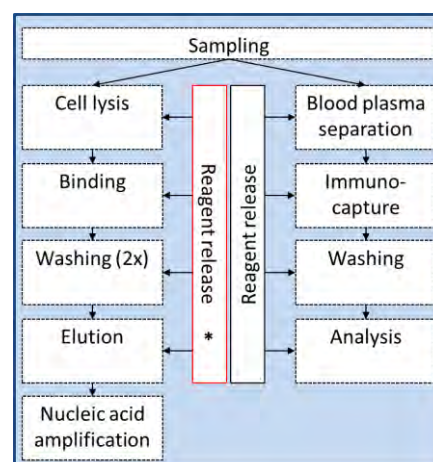 Sampling
Cell lysis
Binding
Washing (2x)
Elution
Nucleic acid
amplification
Reagent release *
Reagent release
Blood plasma
separation
Immuno-
capture
Washing
Analysis